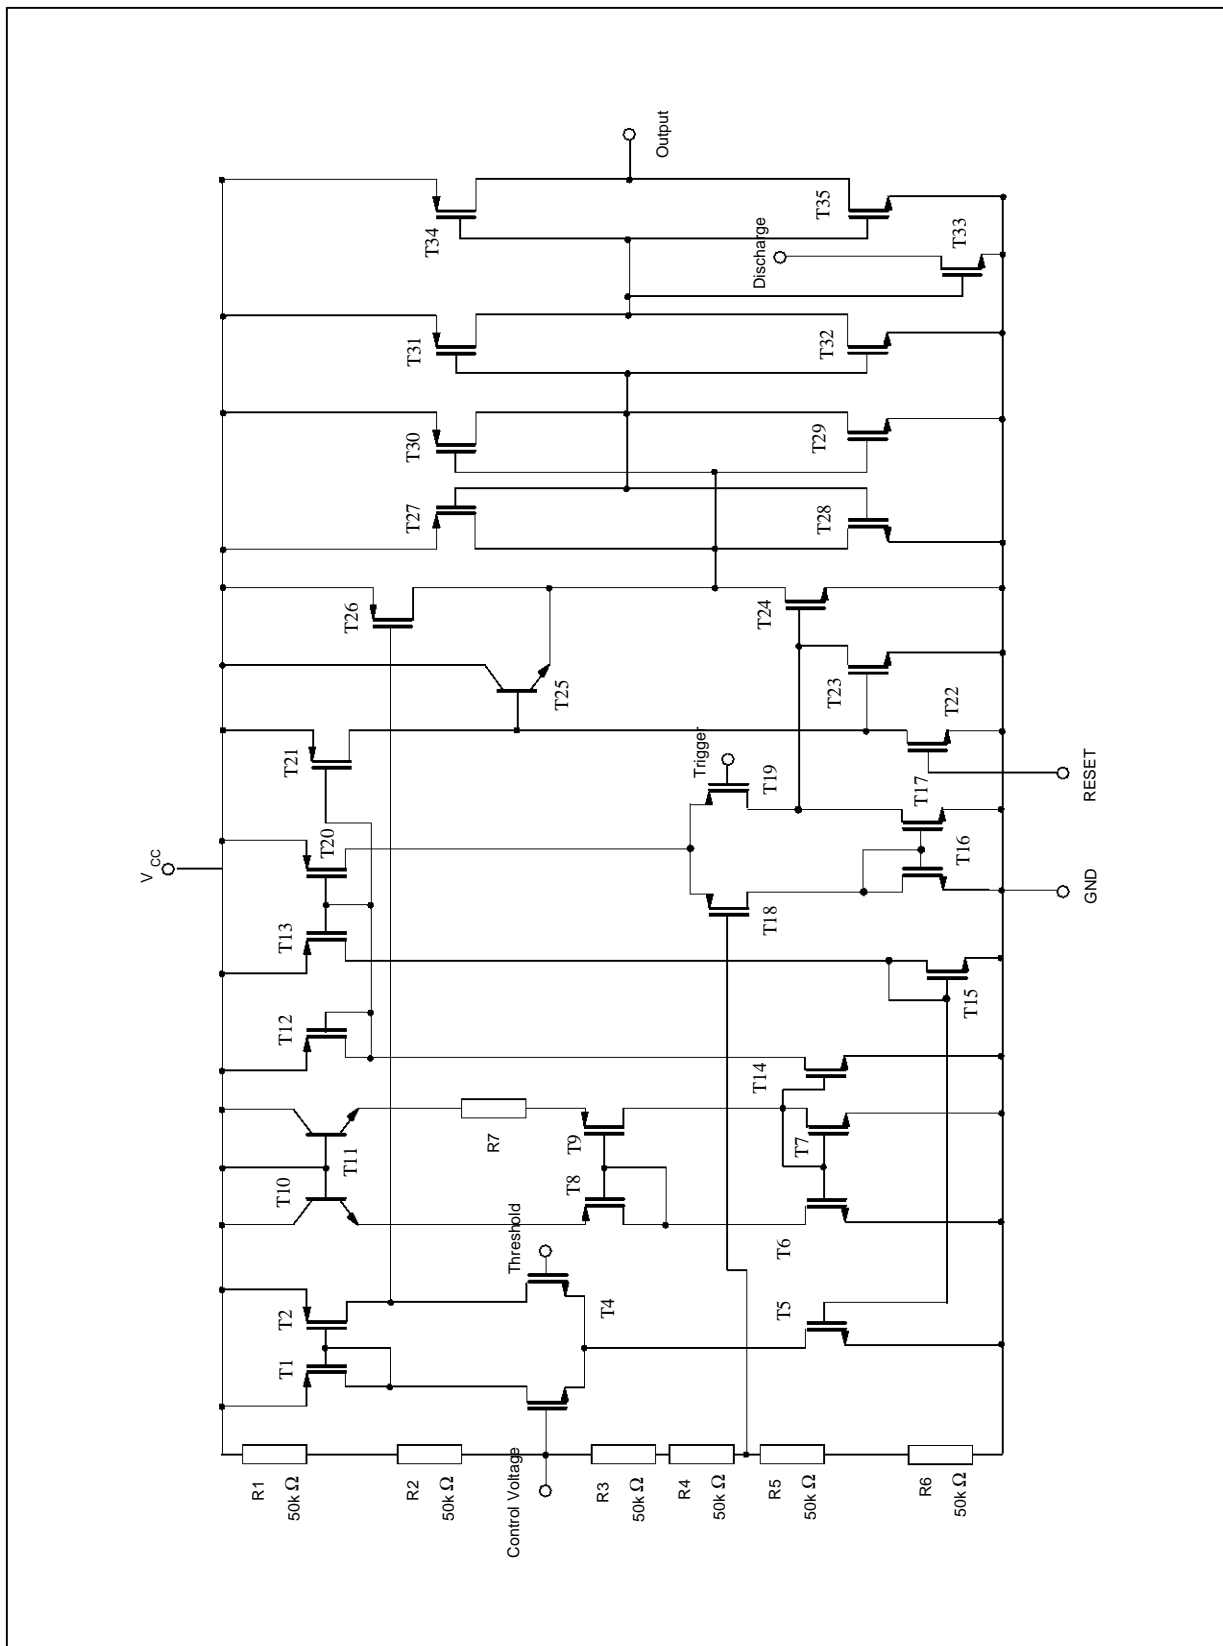 V CC
R1
50k Ω
T1
T2
T10
T11
T12
T13
T20
T21
T26
R2
50k Ω
T27
T30
T31
T34
R7
Control Voltage
Threshold
T25
T8
T9
R3
50k Ω
T4
Output
R4
Trigger
T18
T19
R5
50k Ω
T5
T6
T7
T14
T24
T23
T28
T29
T32
Discharge
T35
R6
50k Ω
T15
T16
T17
T22
T33
GND
RESET